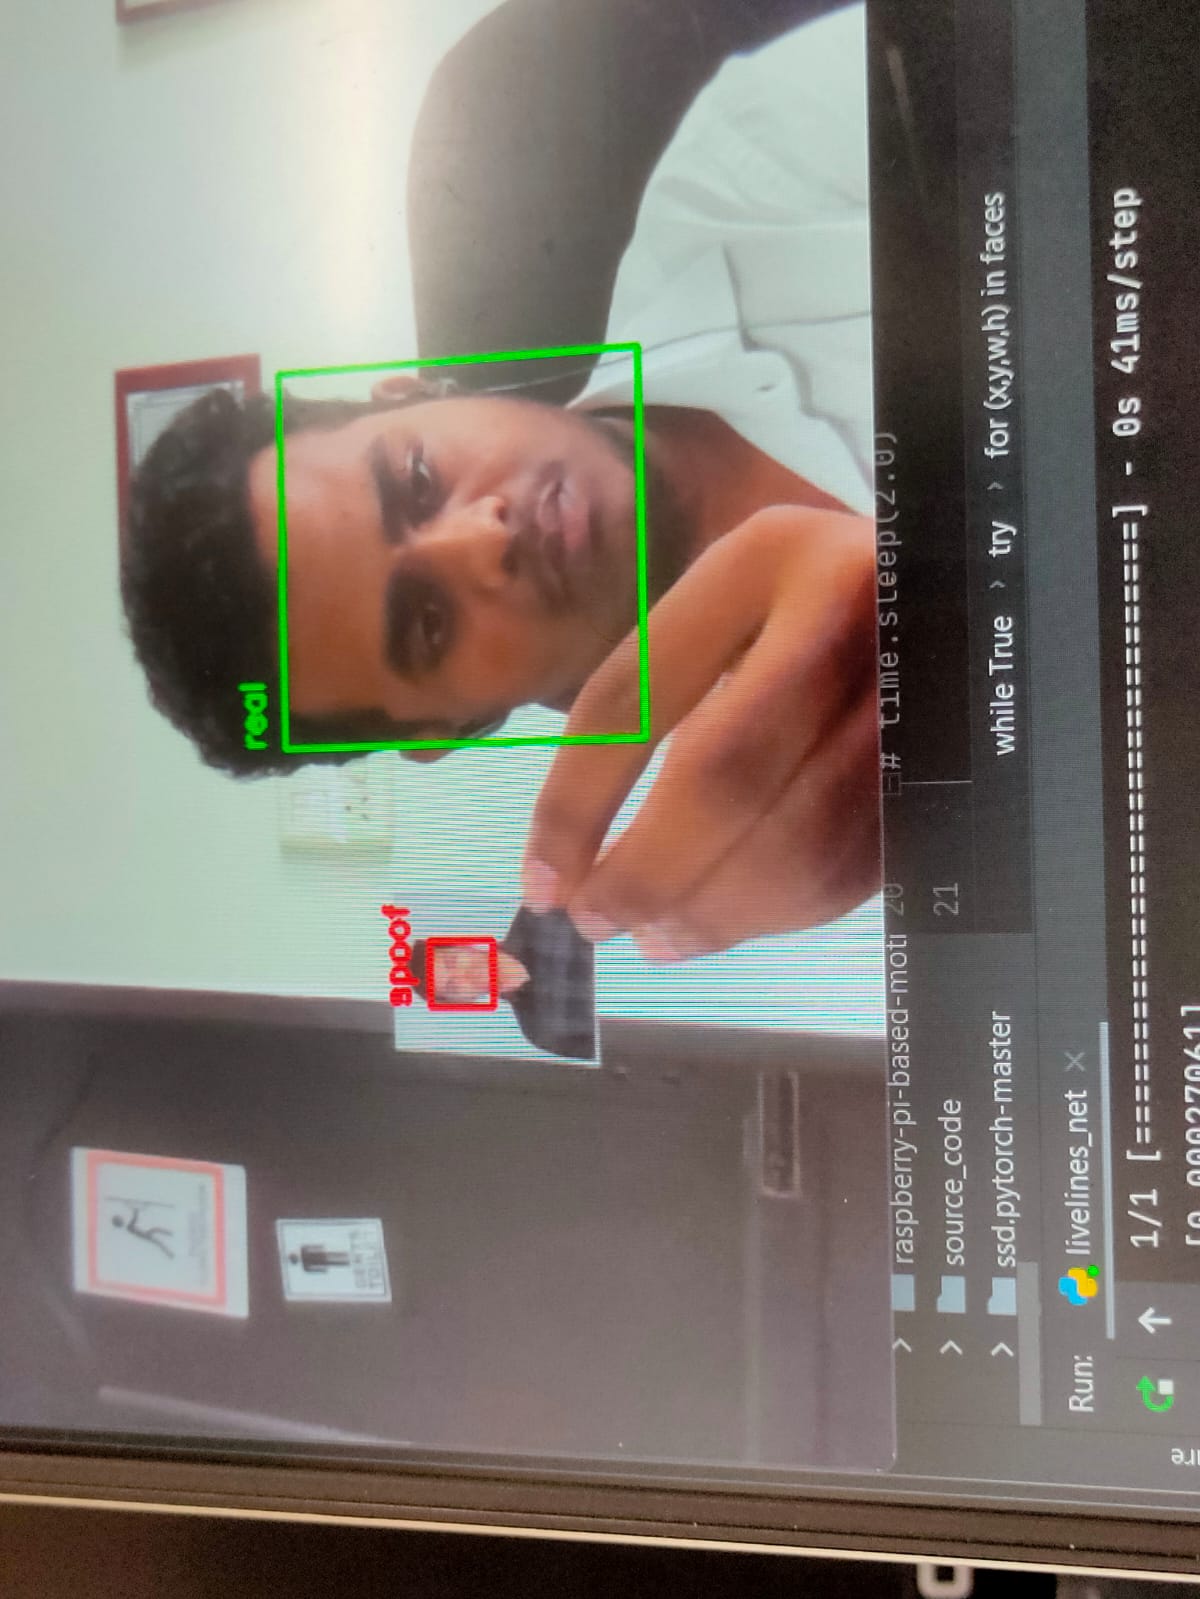 real
spoof
raspberry-pi-based-moti
20
# time.sleep(2.0)
source_code
21
ssd.pytorch-master
while True › try › for (x,y,w,h) in faces
Run: livelines_net ×
1/1 [==============================] - 0s 41ms/step